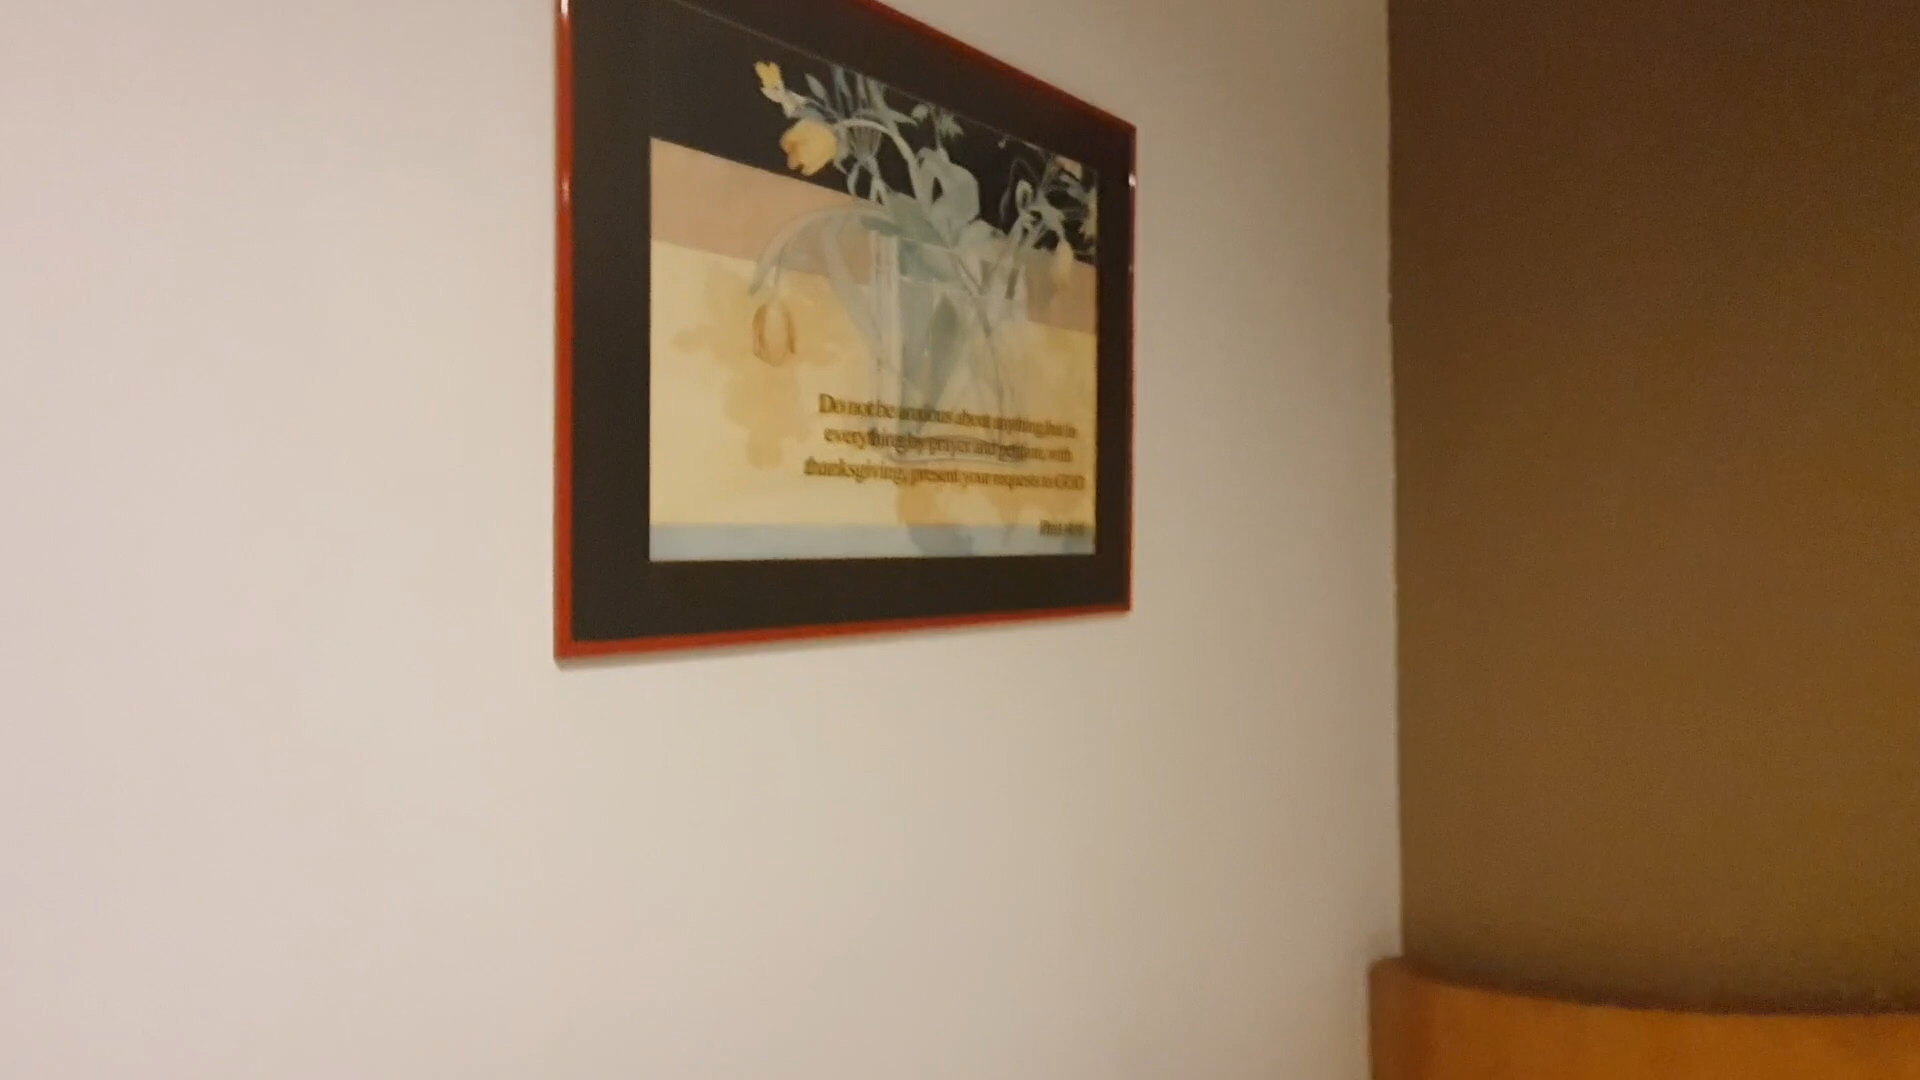 Do not be anxious about anything, but in
everything by prayer and petition, with
thanksgiving, present your requests to GOD